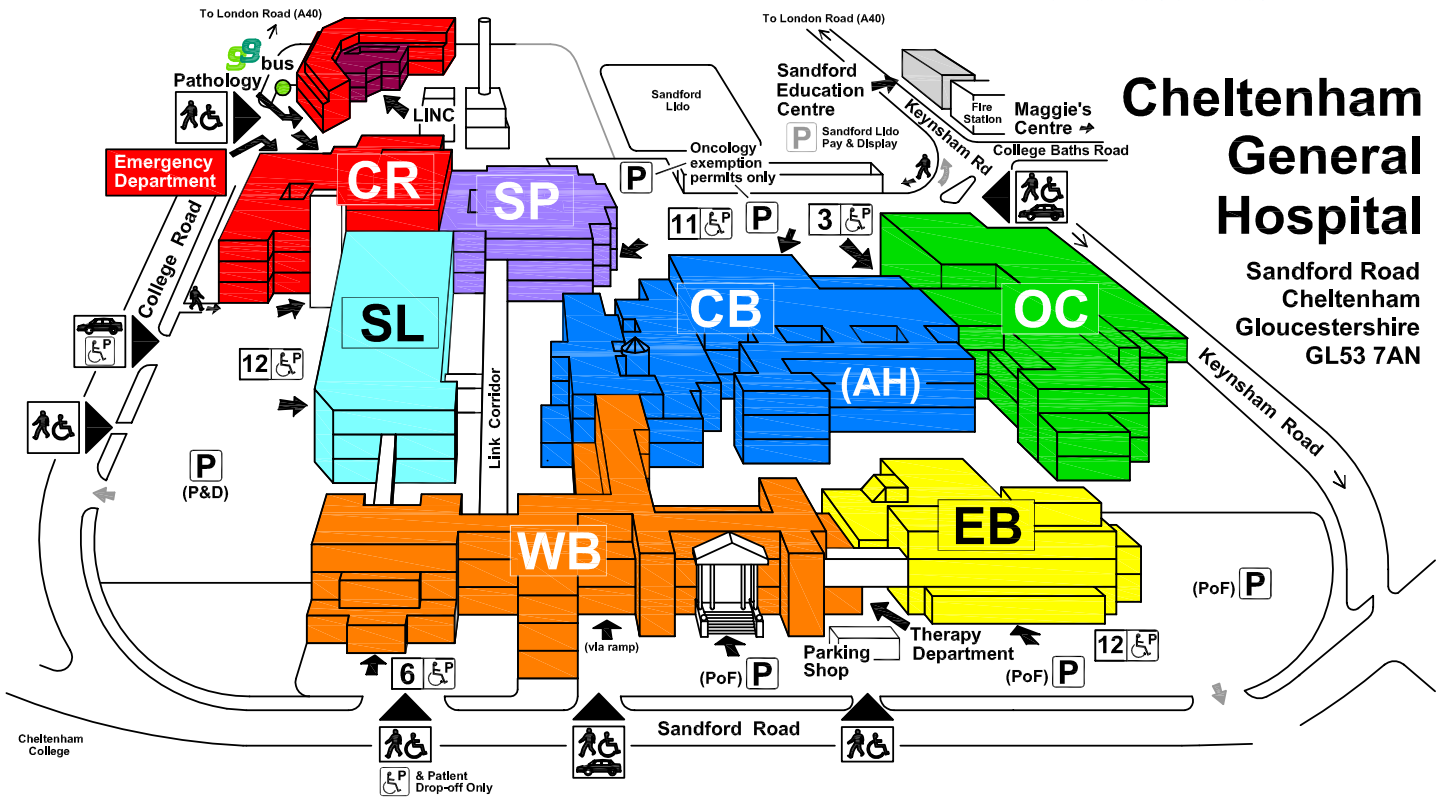 To London Road (A40)
99
bus
Pathology
LINC
Emergency
Department
CR
SP
SL
12
P
College Road
P
(P&D)
Link Corridor
Sandford
Lido
Oncology
exemption
permits only
P
P
11
P
3
P
To London Road (A40)
Sandford
Education
Centre
P
Sandford Lido
Pay & Display
Fire
Station
Maggie's
Centre
College Baths Road
Keynsham Rd
Cheltenham
General
Hospital
Sandford Road
Cheltenham
Gloucestershire
GL53 7AN
P
CB
(AH)
OC
Keynsham Road
WB
EB
(via ramp)
6
P
(PoF) P
Parking
Shop
Therapy
Department
(PoF) P
12
P
(PoF) P
Sandford Road
Cheltenham
College
P
& Patient
Drop-off Only